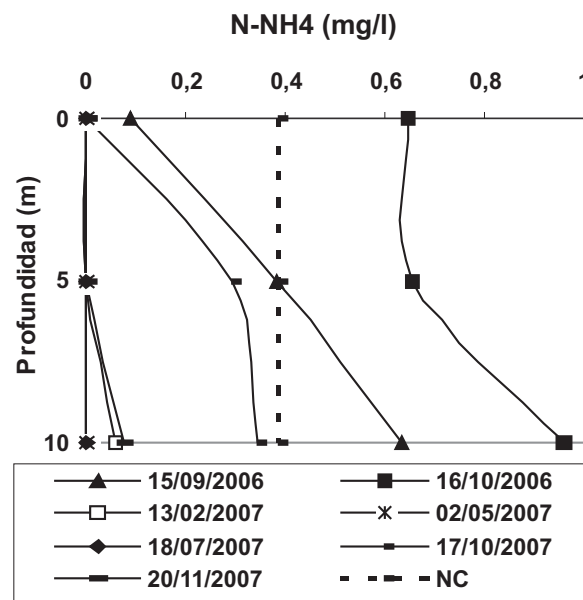 N-NH4 (mg/l)
0 0,2 0,4 0,6 0,8 1
0
5
10
Profundidad (m)
15/09/2006 16/10/2006
13/02/2007 02/05/2007
18/07/2007 17/10/2007
20/11/2007 NC